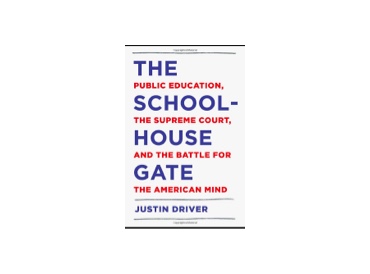 THE
PUBLIC EDUCATION,
SCHOOL-
THE SUPREME COURT,
HOUSE
AND THE BATTLE FOR
GATE
THE AMERICAN MIND
JUSTIN DRIVER